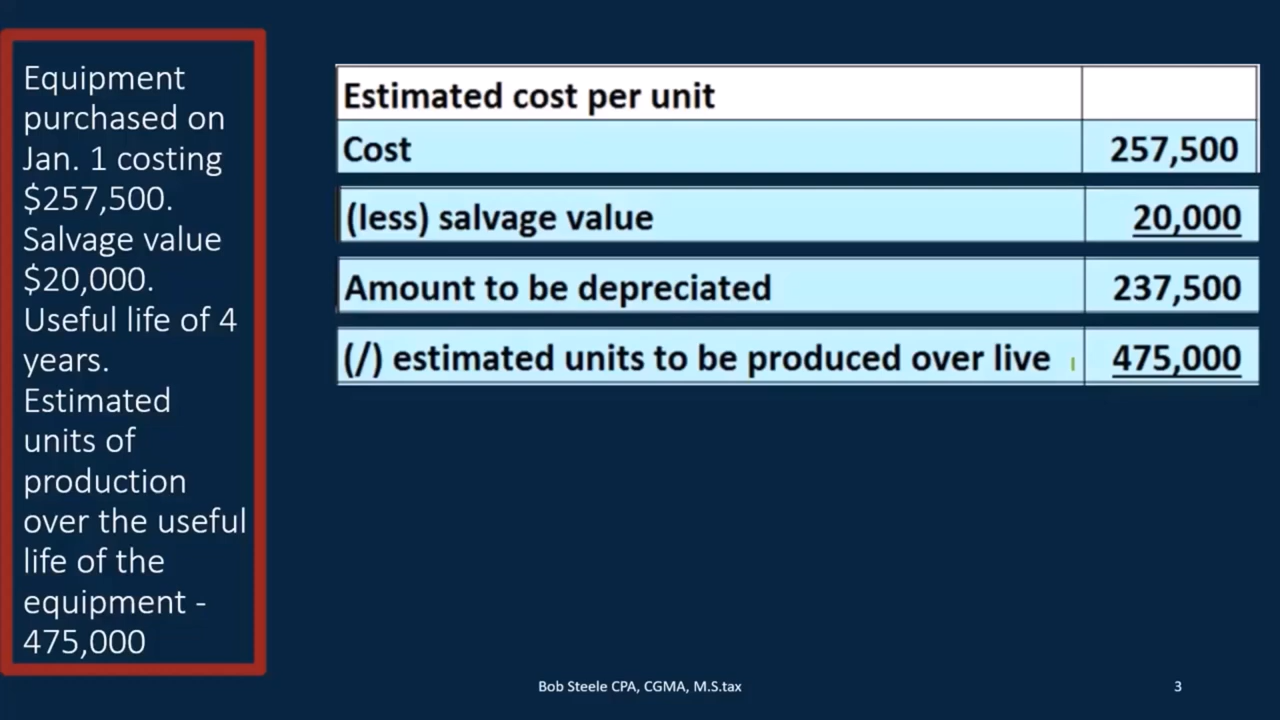 Equipment
purchased on
Jan. 1 costing
$257,500.
Salvage value
$20,000.
Useful life of 4
years.
Estimated
units of
production
over the useful
life of the
equipment -
475,000
Estimated cost per unit
Cost 257,500
(less) salvage value 20,000
Amount to be depreciated 237,500
(/) estimated units to be produced over live 475,000
Bob Steele CPA, CGMA, M.S.tax 3